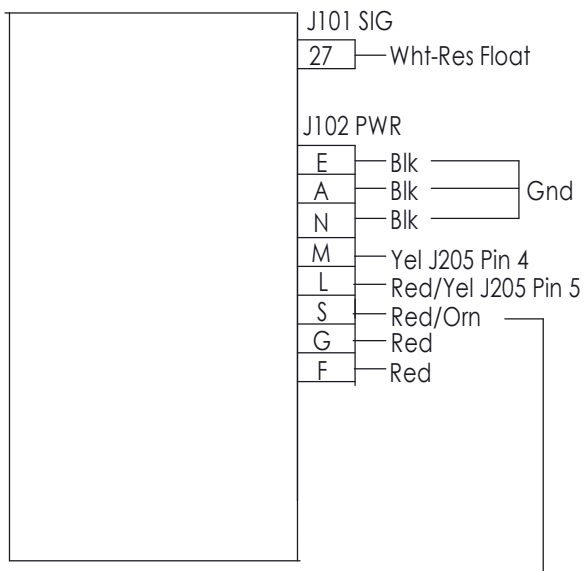 J101 SIG
27 Wht-Res Float
J102 PWR
E Blk
A Blk Gnd
N Blk
M Yel J205 Pin 4
L Red/Yel J205 Pin 5
S Red/Orn
G Red
F Red